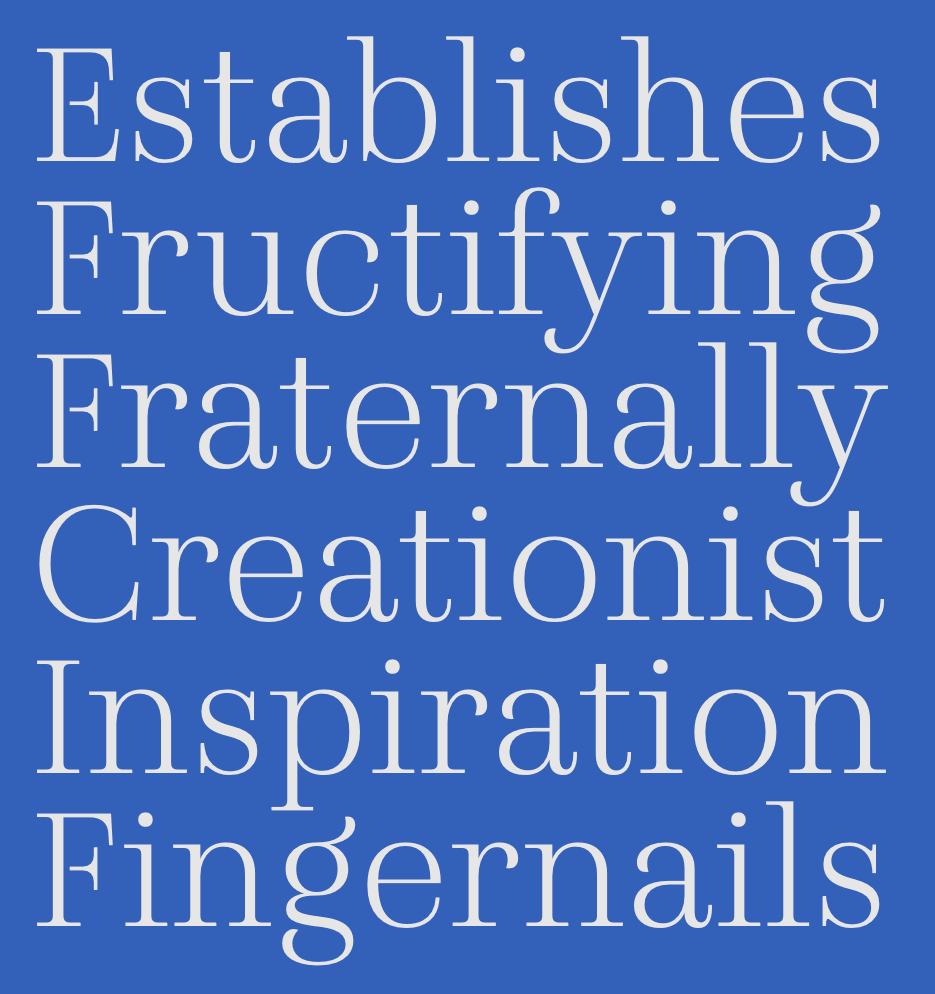 Establishes
Fructifying
Fraternally
Creationist
Inspiration
Fingernails